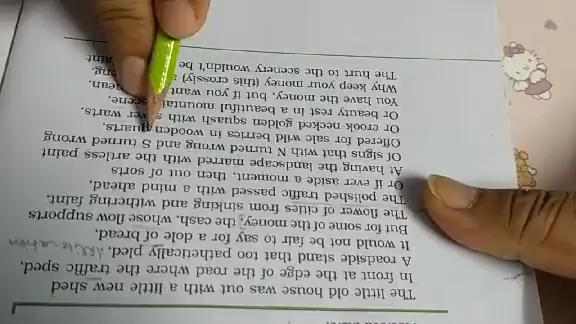 The little old house was out with a little new shed
In front at the edge of the road where the traffic sped,
A roadside stand that too pathetically pled,
It would not be fair to say for a dole of bread,
But for some of the money, the cash, whose flow supports
The flower of cities from sinking and withering faint.
The polished traffic passed with a mind ahead,
Or if ever aside a moment, then out of sorts
At having the landscape marred with the artless paint
Of signs that with N turned wrong and S turned wrong
Offered for sale wild berries in wooden quarts,
Or crook-necked golden squash with silver warts,
Or beauty rest in a beautiful mountain scene,
You have the money, but if you want
Why keep your money (this crossly)
The hurt to the scenery wouldn't be